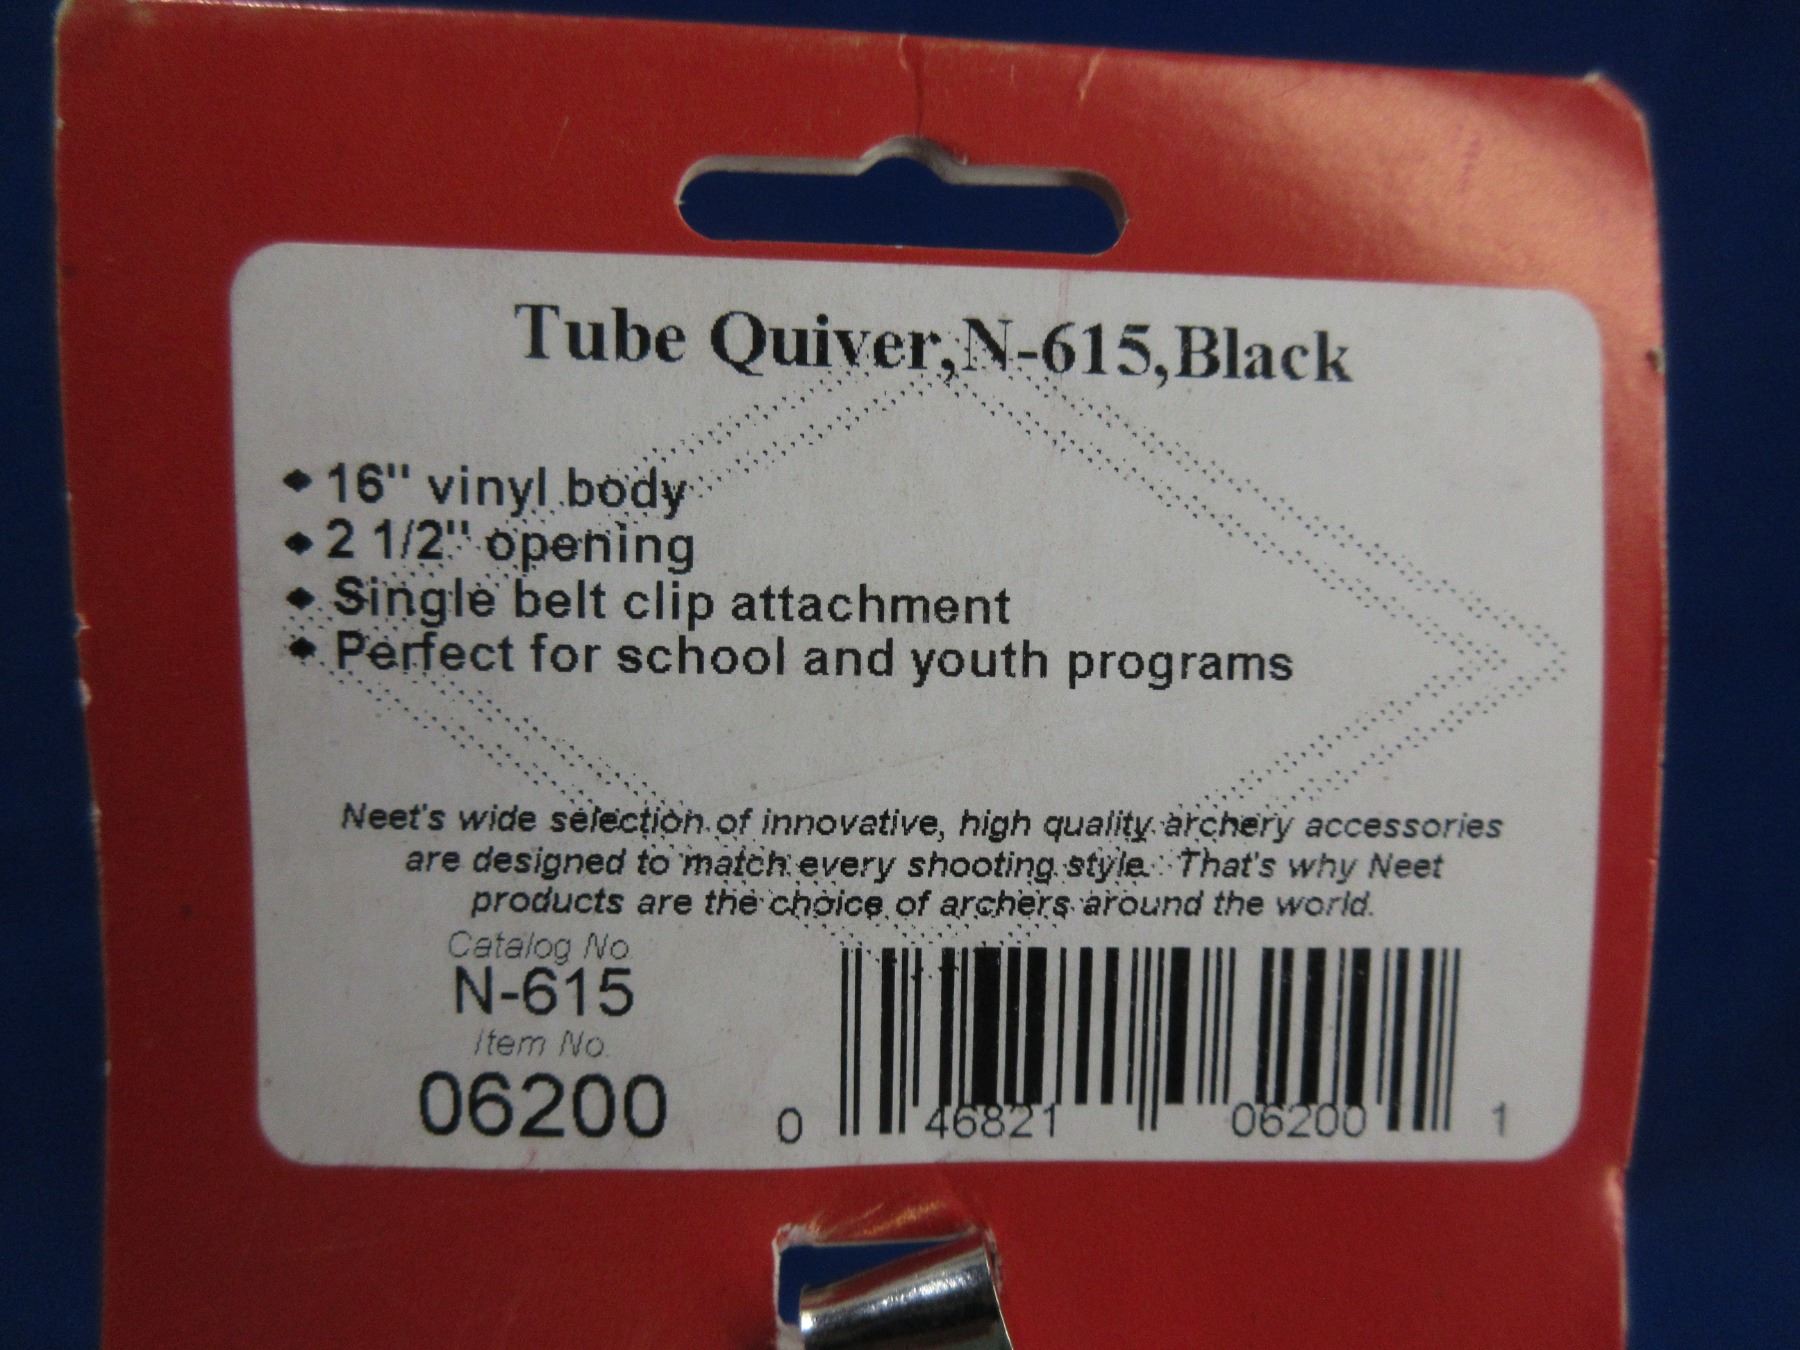 Tube Quiver,N-615,Black
16" vinyl body
2 1/2" opening
Single belt clip attachment
Perfect for school and youth programs
Neet's wide selection of innovative, high quality archery accessories
are designed to match every shooting style. That's why Neet
products are the choice of archers around the world.
Catalog No.
N-615
Item No.
06200
0 46821 06200 1